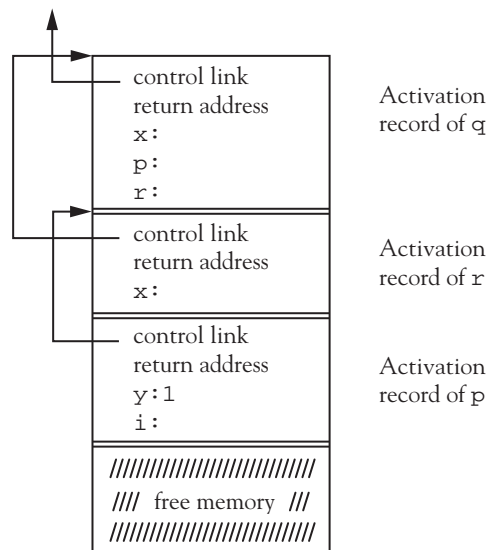 control link
return address
x:
p:
r:
Activation
record of q
control link
return address
x:
Activation
record of r
control link
return address
y:1
i:
Activation
record of p
free memory